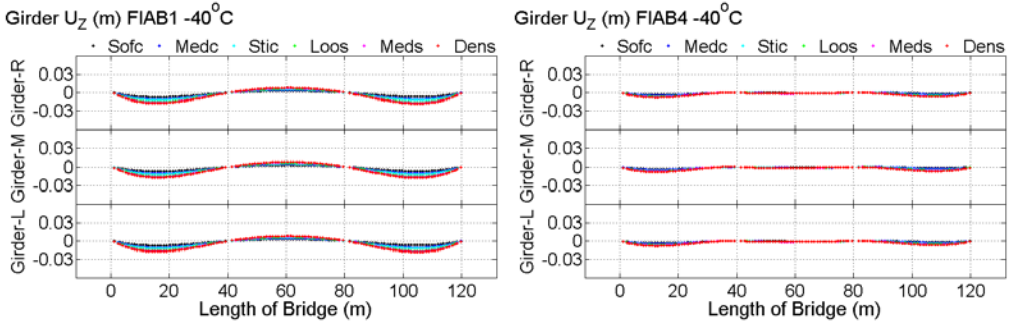 Girder UZ (m) FIAB1 -40°C
Sofc Medc Stic Loos Meds Dens
Girder-R
0.03
0
-0.03
Girder-M
0.03
0
-0.03
Girder-L
0.03
0
-0.03
0 20 40 60 80 100 120
Length of Bridge (m)
Girder UZ (m) FIAB4 -40°C
Sofc Medc Stic Loos Meds Dens
Girder-R
0.03
0
-0.03
Girder-M
0.03
0
-0.03
Girder-L
0.03
0
-0.03
0 20 40 60 80 100 120
Length of Bridge (m)